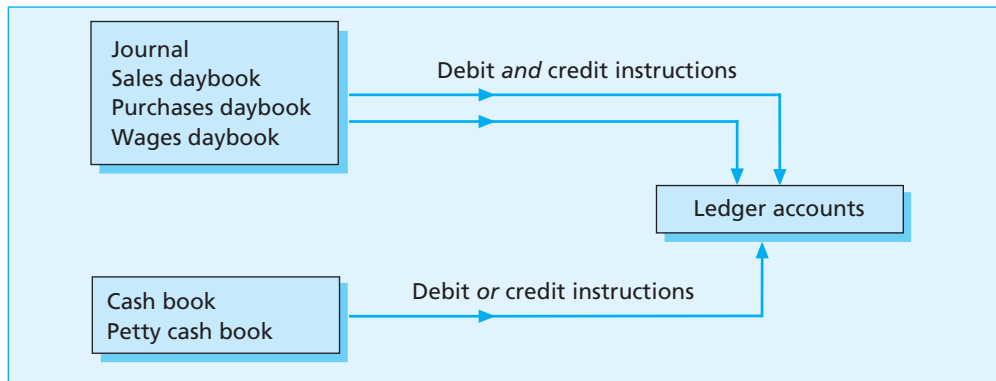 Journal
Sales daybook
Purchases daybook
Wages daybook
Debit and credit instructions
Ledger accounts
Cash book
Petty cash book
Debit or credit instructions